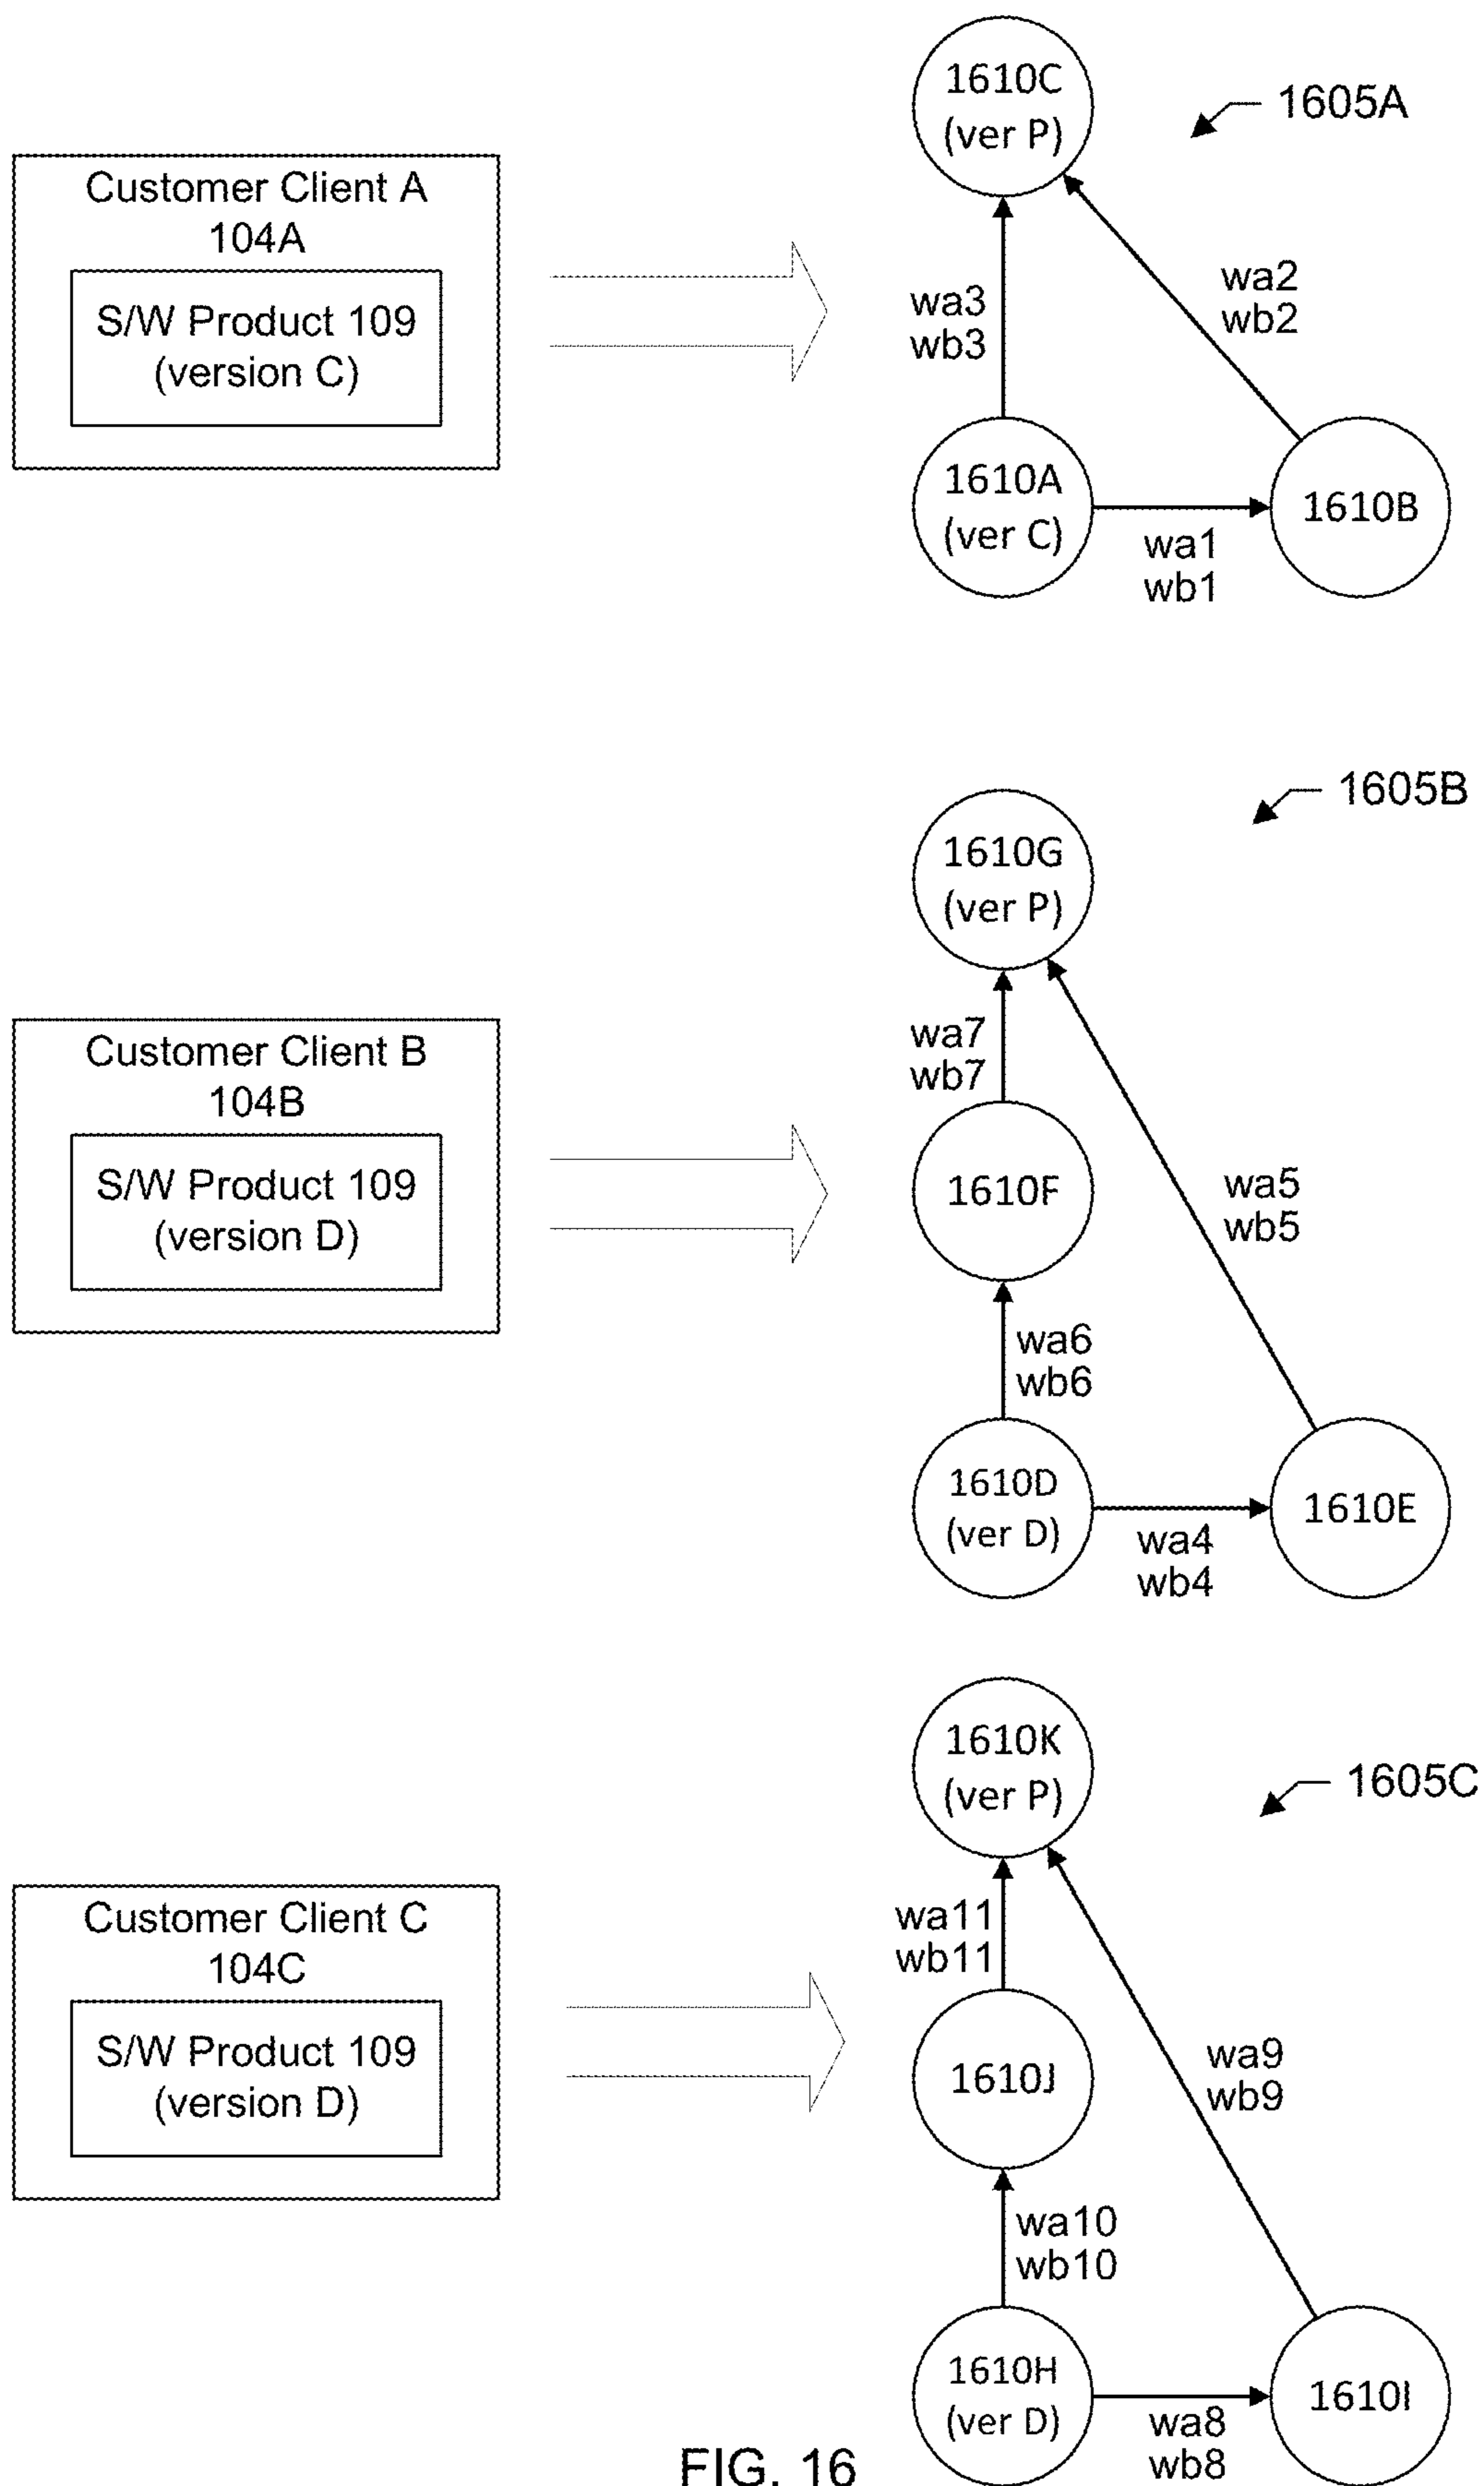 1610C
(ver P)
1605A
Customer Client A
104A
S/W Product 109
(version C)
wa3
wb3
wa2
wb2
1610A
(ver C)
1610B
wa1
wb1
1605B
1610G
(ver P)
Customer Client B
104B
S/W Product 109
(version D)
wa7
wb7
1610F
wa5
wb5
wa6
wb6
1610D
(ver D)
1610E
wa4
wb4
1610K
(ver P)
1605C
Customer Client C
104C
S/W Product 109
(version D)
wa11
wb11
1610J
wa9
wb9
wa10
wb10
1610H
(ver D)
1610I
wa8
wb8
FIG. 16